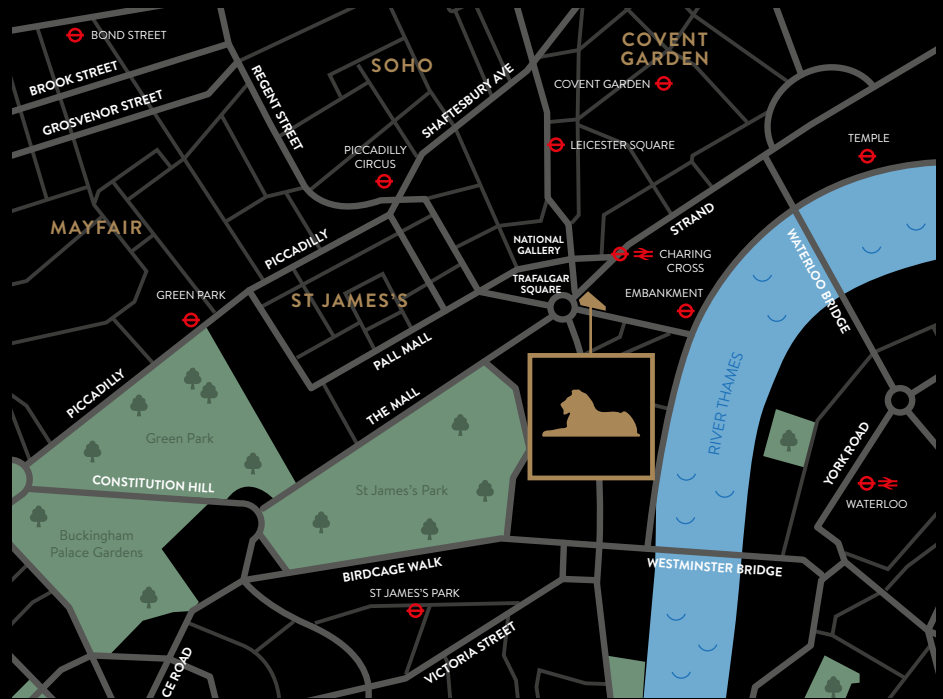 BOND STREET
BROOK STREET
GROSVENOR STREET
REGENT STREET
SOHO
SHAFTESBURY AVE
COVENT
GARDEN
COVENT GARDEN
LEICESTER SQUARE
PICCADILLY
CIRCUS
TEMPLE
MAYFAIR
PICCADILLY
STRAND
NATIONAL
GALLERY
CHARING
CROSS
WATERLOO BRIDGE
TRAFALGAR
SQUARE
EMBANKMENT
GREEN PARK
ST JAMES'S
PALL MALL
PICCADILLY
THE MALL
RIVER THAMES
Green Park
YORK ROAD
CONSTITUTION HILL
St James's Park
WATERLOO
Buckingham
Palace Gardens
BIRDCAGE WALK
WESTMINSTER BRIDGE
ST JAMES'S PARK
VICTORIA STREET
CE ROAD